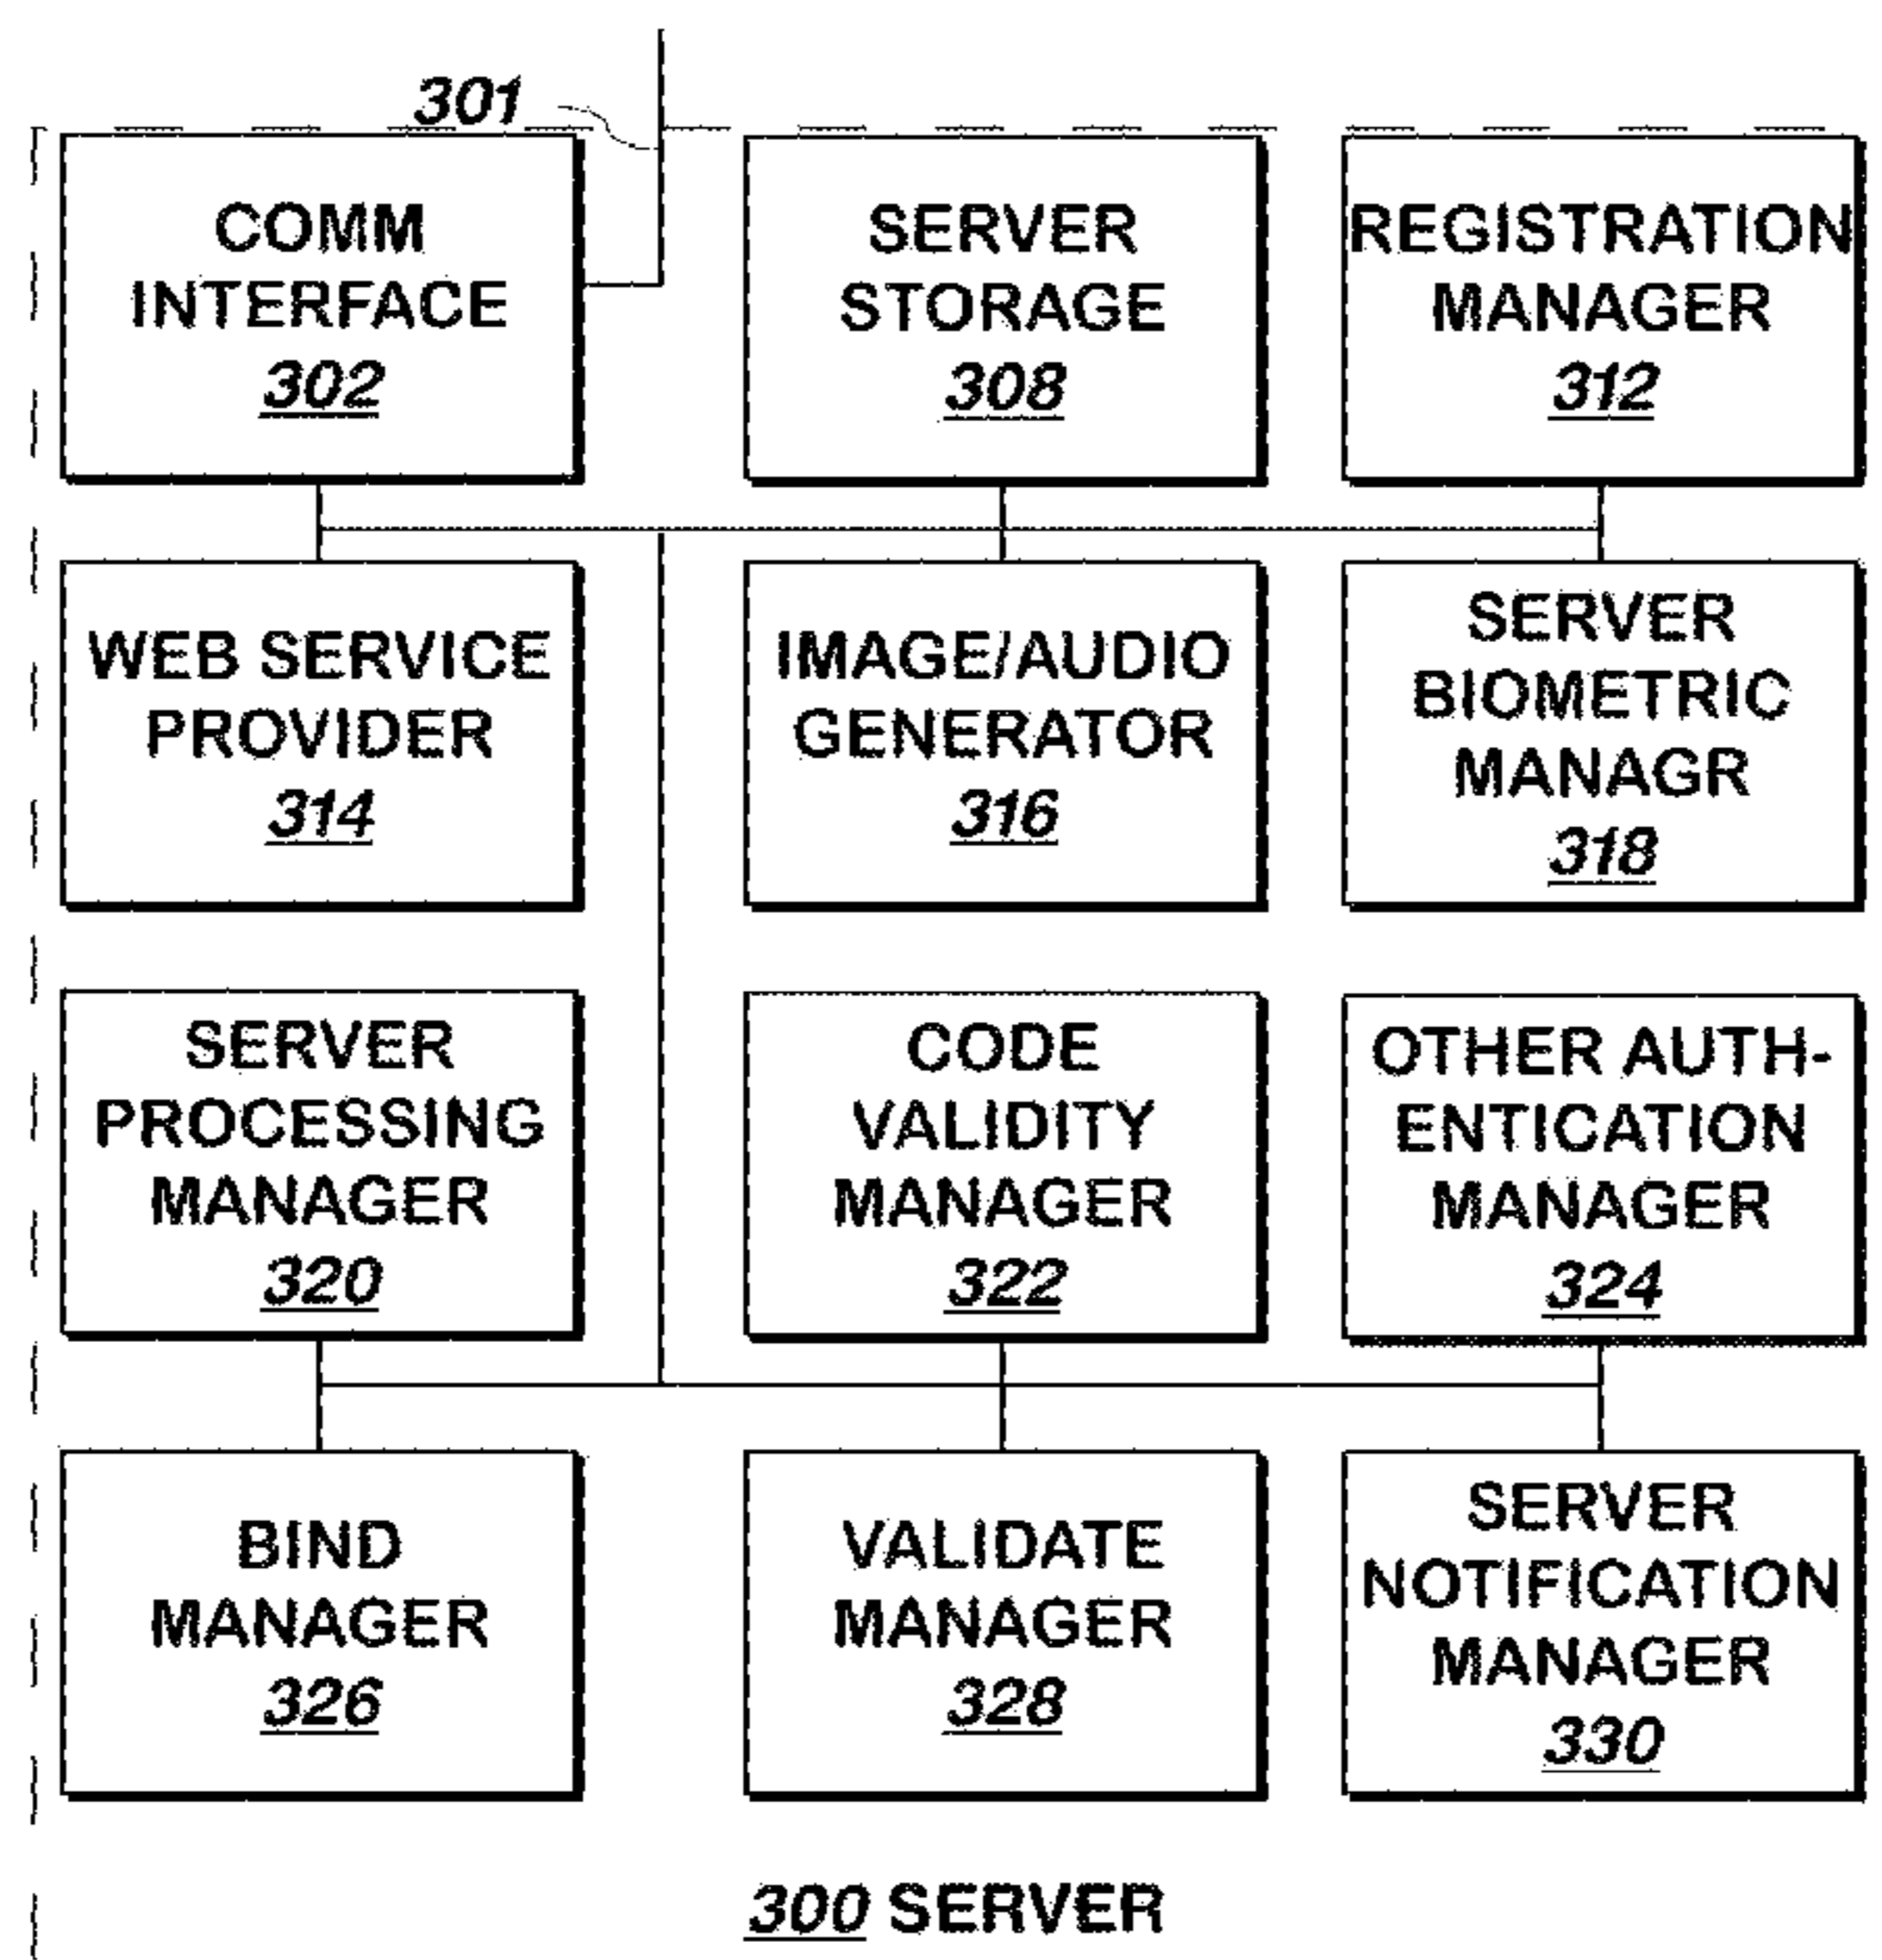 301
COMM
INTERFACE
302
SERVER
STORAGE
308
REGISTRATION
MANAGER
312
WEB SERVICE
PROVIDER
314
IMAGE/AUDIO
GENERATOR
316
SERVER
BIOMETRIC
MANAGR
318
SERVER
PROCESSING
MANAGER
320
CODE
VALIDITY
MANAGER
322
OTHER AUTH-
ENTICATION
MANAGER
324
BIND
MANAGER
326
VALIDATE
MANAGER
328
SERVER
NOTIFICATION
MANAGER
330
300 SERVER